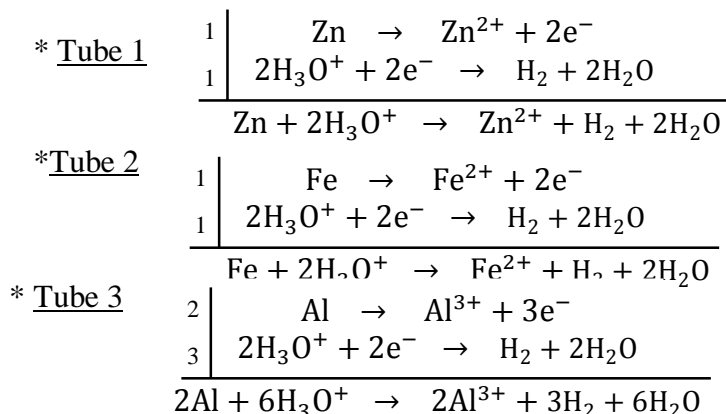 * Tube 1
1 Zn → Zn²⁺ + 2e⁻
1 2H₃O⁺ + 2e⁻ → H₂ + 2H₂O
Zn + 2H₃O⁺ → Zn²⁺ + H₂ + 2H₂O
*Tube 2
1 Fe → Fe²⁺ + 2e⁻
1 2H₃O⁺ + 2e⁻ → H₂ + 2H₂O
Fe + 2H₃O⁺ → Fe²⁺ + H₂ + 2H₂O
* Tube 3
2 Al → Al³⁺ + 3e⁻
3 2H₃O⁺ + 2e⁻ → H₂ + 2H₂O
2Al + 6H₃O⁺ → 2Al³⁺ + 3H₂ + 6H₂O